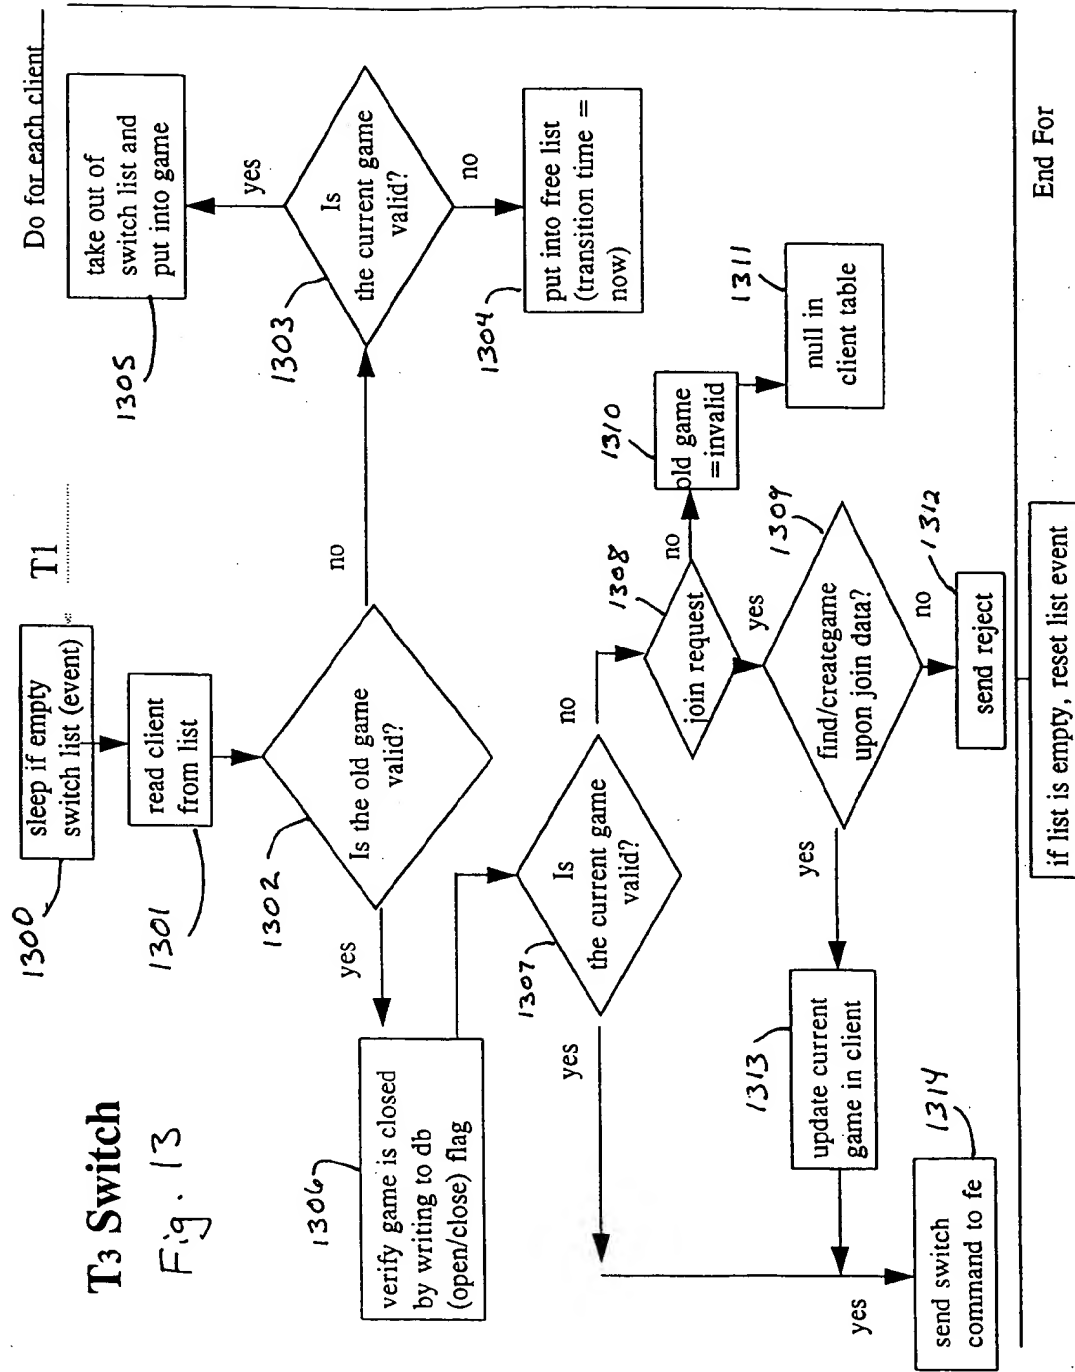 T3 Switch
Fig. 13
T1
Do for each client
1300
sleep if empty
switch list (event)
1301
read client
from list
1302
Is the old game
valid?
no
yes
1303
Is
the current game
valid?
yes
no
1305
take out of
switch list and
put into game
1304
put into free list
(transition time =
now)
1306
verify game is closed
by writing to db
(open/close) flag
1307
Is
the current game
valid?
no
yes
1308
join request
no
yes
1310
old game
=invalid
1311
null in
client table
1309
find/creategame
upon join data?
yes
no
1312
send reject
1313
update current
game in client
yes
1314
send switch
command to fe
End For
if list is empty, reset list event